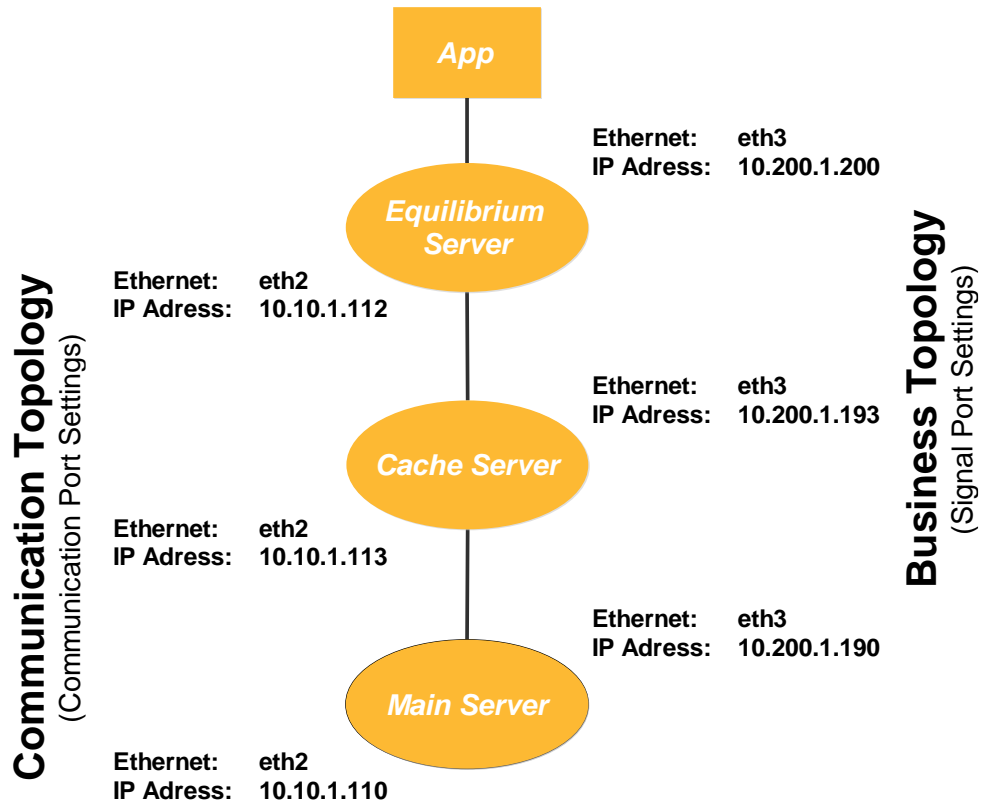 App
Ethernet: eth3
IP Adress: 10.200.1.200
Equilibrium
Server
Ethernet: eth2
IP Adress: 10.10.1.112
Ethernet: eth3
IP Adress: 10.200.1.193
Cache Server
Ethernet: eth2
IP Adress: 10.10.1.113
Ethernet: eth3
IP Adress: 10.200.1.190
Main Server
Ethernet: eth2
IP Adress: 10.10.1.110
Communication Topology
(Communication Port Settings)
Business Topology
(Signal Port Settings)